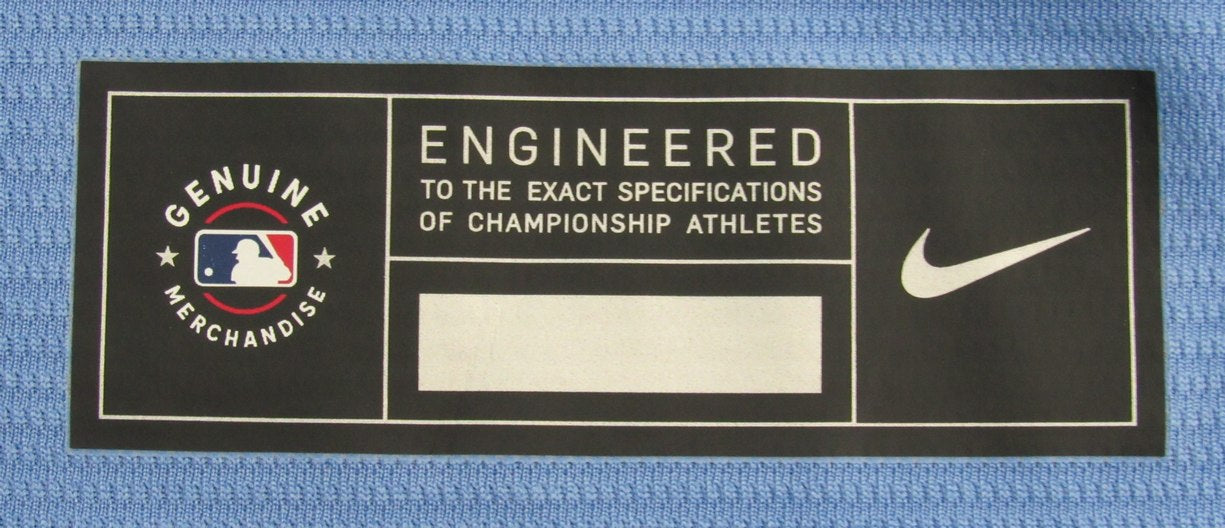 GENUINE
MERCHANDISE
ENGINEERED
TO THE EXACT SPECIFICATIONS
OF CHAMPIONSHIP ATHLETES